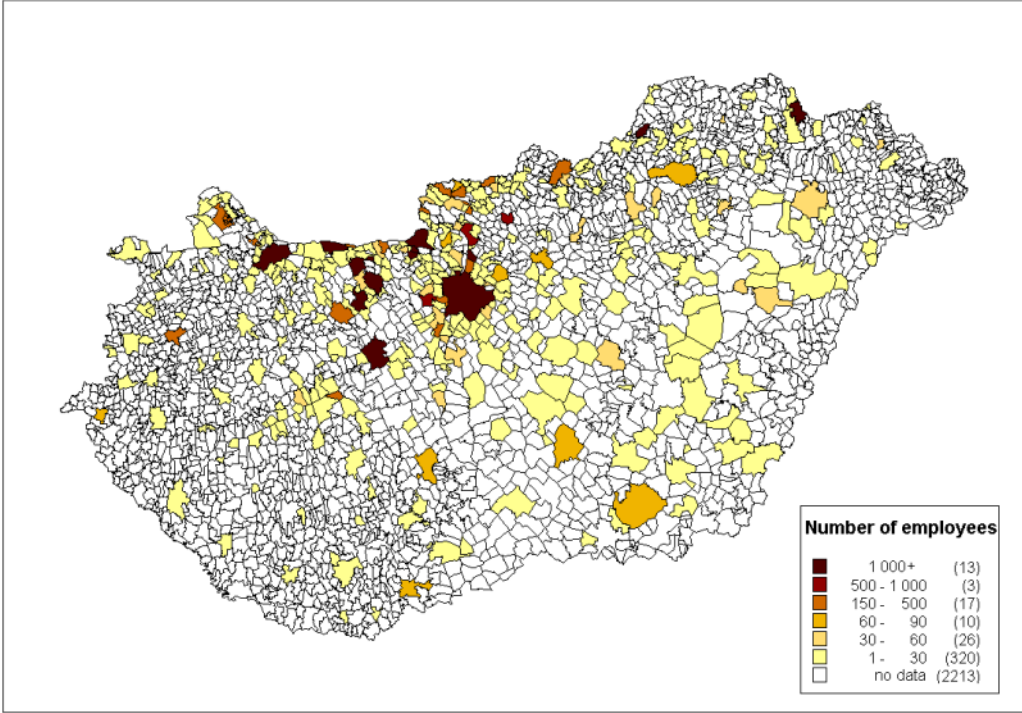 Number of employees
1 000+ (13)
500 - 1 000 (3)
150 - 500 (17)
60 - 90 (10)
30 - 60 (26)
1 - 30 (320)
no data (2213)